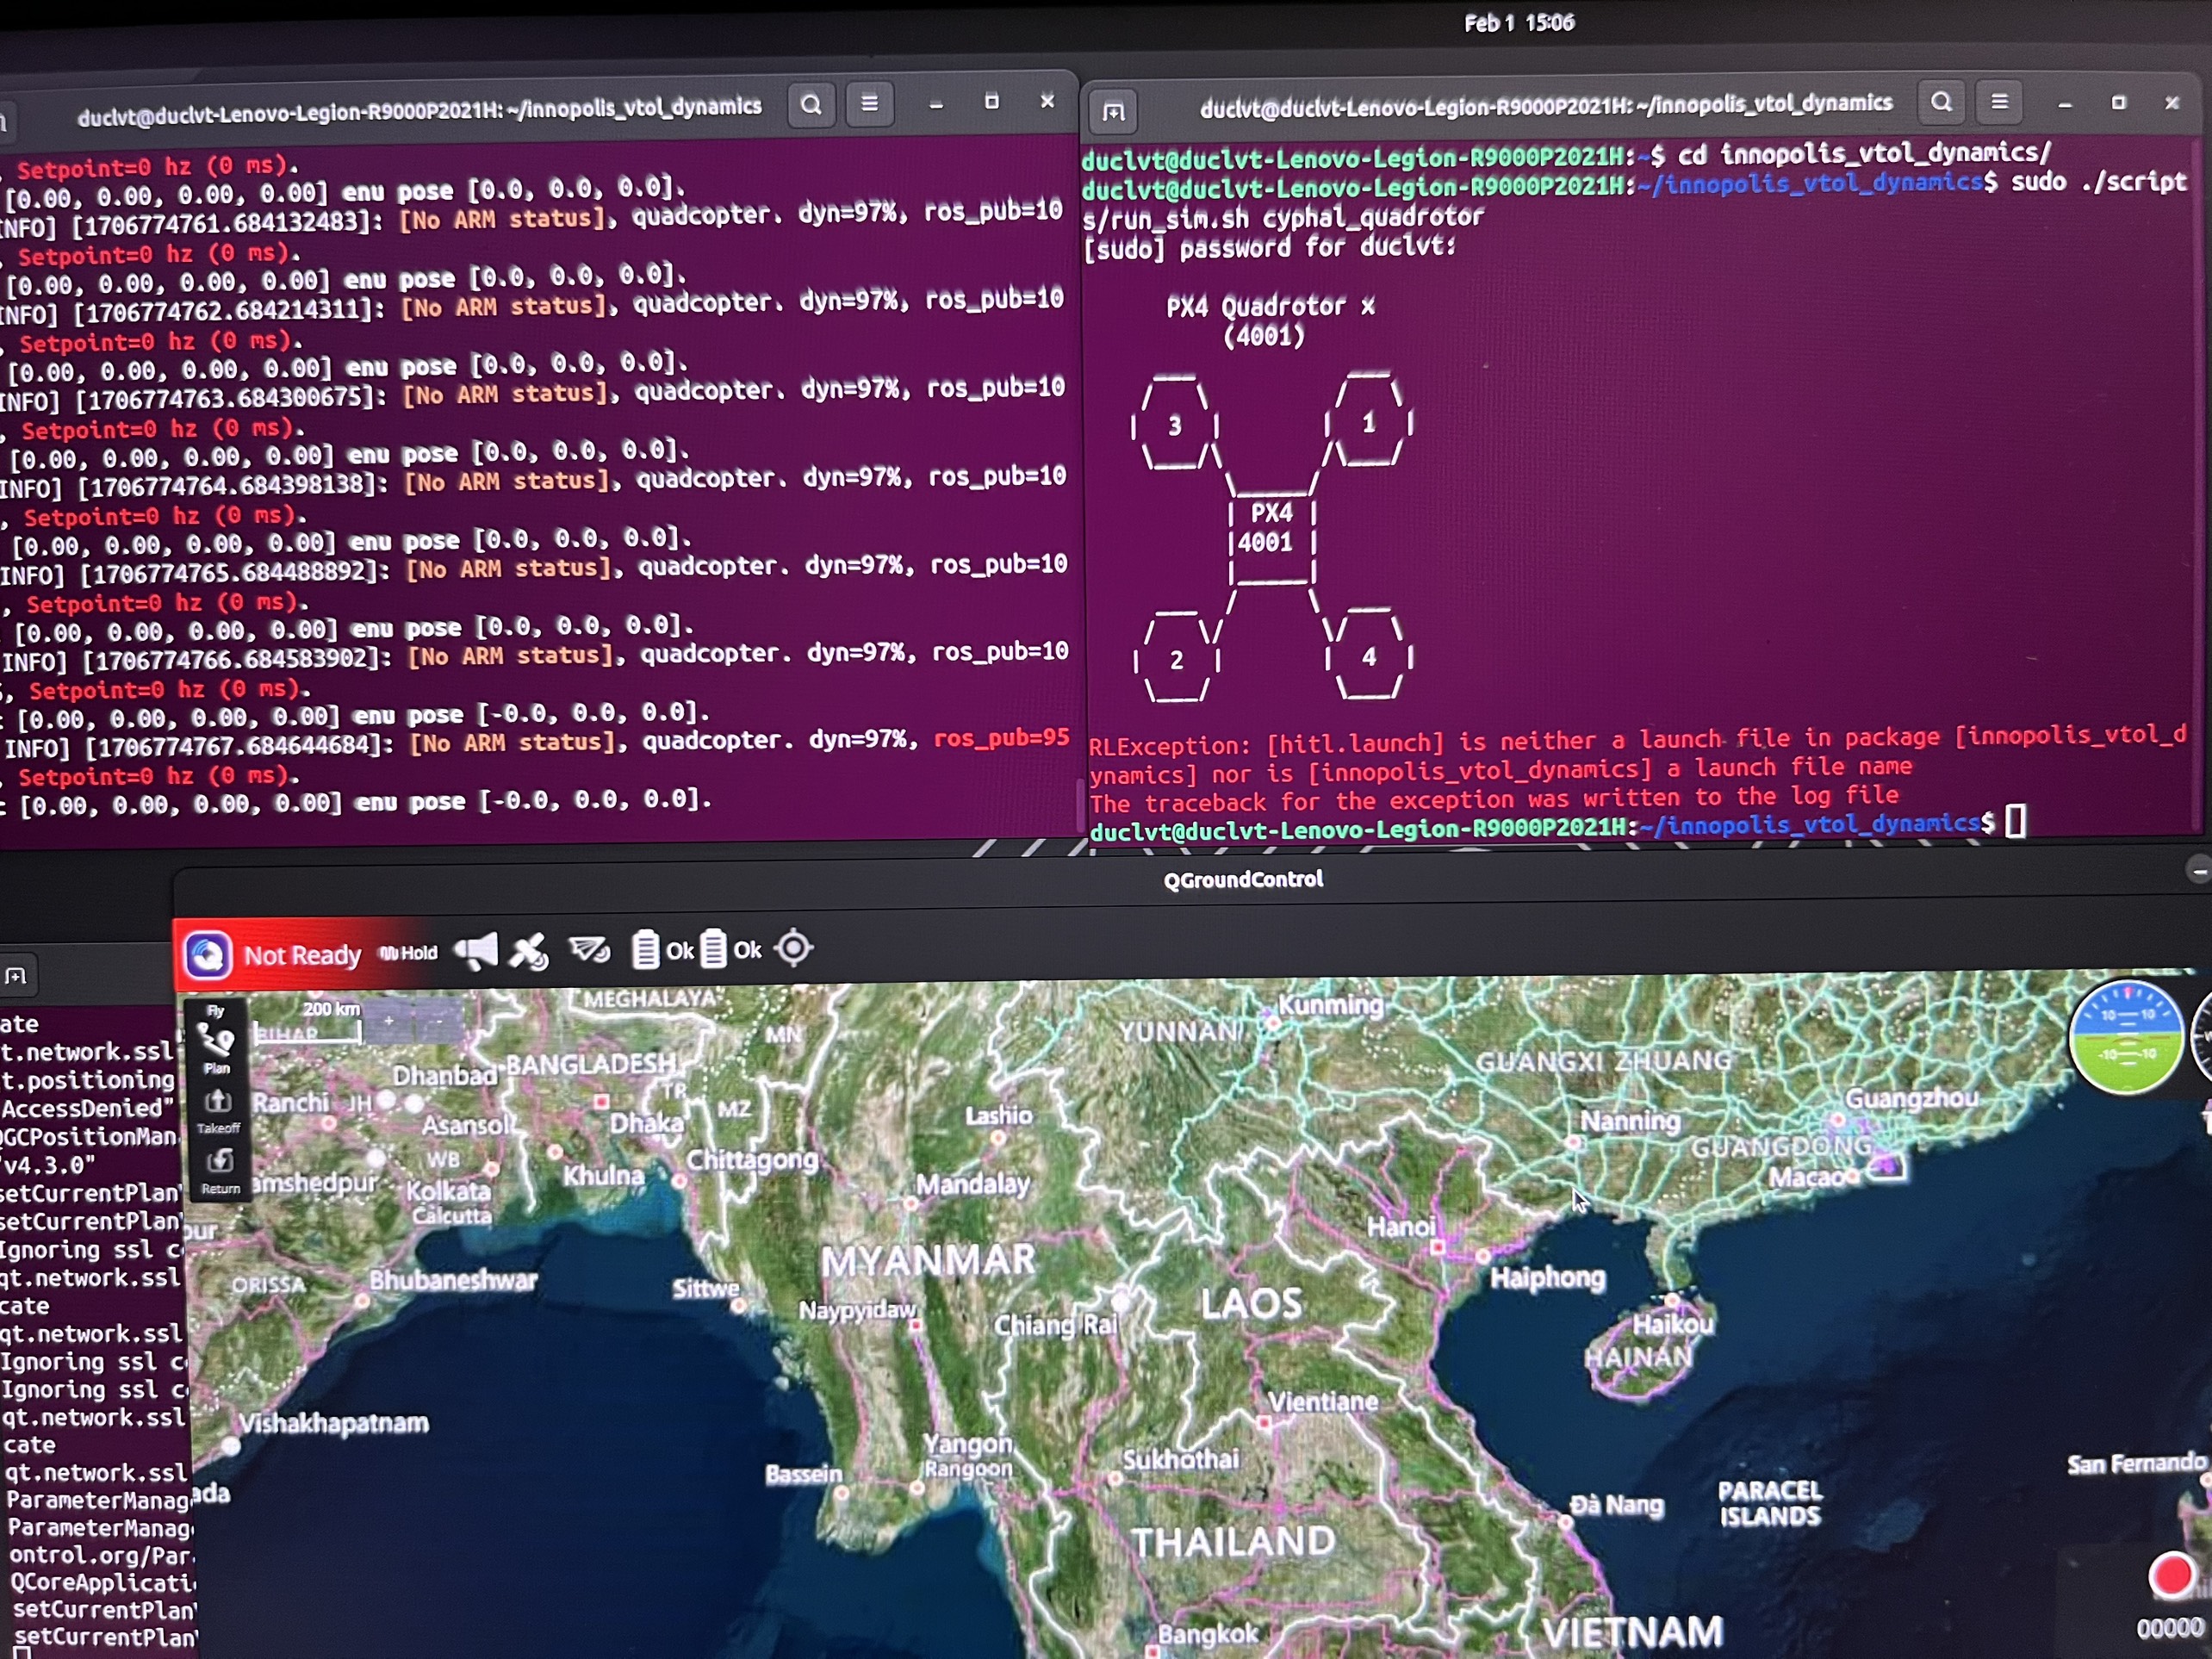 Feb 1 15:06
duclvt@duclvt-Lenovo-Legion-R9000P2021H: ~/innopolis_vtol_dynamics
, Setpoint=0 hz (0 ms).
[0.00, 0.00, 0.00, 0.00] enu pose [0.0, 0.0, 0.0].
INFO] [1706774761.684132483]: [No ARM status], quadcopter. dyn=97%, ros_pub=10
, Setpoint=0 hz (0 ms).
[0.00, 0.00, 0.00, 0.00] enu pose [0.0, 0.0, 0.0].
INFO] [1706774762.684214311]: [No ARM status], quadcopter. dyn=97%, ros_pub=10
, Setpoint=0 hz (0 ms).
[0.00, 0.00, 0.00, 0.00] enu pose [0.0, 0.0, 0.0].
INFO] [1706774763.684300675]: [No ARM status], quadcopter. dyn=97%, ros_pub=10
, Setpoint=0 hz (0 ms).
[0.00, 0.00, 0.00, 0.00] enu pose [0.0, 0.0, 0.0].
INFO] [1706774764.684398138]: [No ARM status], quadcopter. dyn=97%, ros_pub=10
, Setpoint=0 hz (0 ms).
[0.00, 0.00, 0.00, 0.00] enu pose [0.0, 0.0, 0.0].
INFO] [1706774765.684488892]: [No ARM status], quadcopter. dyn=97%, ros_pub=10
, Setpoint=0 hz (0 ms).
[0.00, 0.00, 0.00, 0.00] enu pose [0.0, 0.0, 0.0].
INFO] [1706774766.684583902]: [No ARM status], quadcopter. dyn=97%, ros_pub=10
, Setpoint=0 hz (0 ms).
: [0.00, 0.00, 0.00, 0.00] enu pose [-0.0, 0.0, 0.0].
INFO] [1706774767.684644684]: [No ARM status], quadcopter. dyn=97%, ros_pub=95
, Setpoint=0 hz (0 ms).
: [0.00, 0.00, 0.00, 0.00] enu pose [-0.0, 0.0, 0.0].
duclvt@duclvt-Lenovo-Legion-R9000P2021H: ~/innopolis_vtol_dynamics
duclvt@duclvt-Lenovo-Legion-R9000P2021H:~$ cd innopolis_vtol_dynamics/
duclvt@duclvt-Lenovo-Legion-R9000P2021H:~/innopolis_vtol_dynamics$ sudo ./script
s/run_sim.sh cyphal_quadrotor
[sudo] password for duclvt:
PX4 Quadrotor x
(4001)
3 1
PX4
4001
2 4
RLException: [hitl.launch] is neither a launch file in package [innopolis_vtol_d
ynamics] nor is [innopolis_vtol_dynamics] a launch file name
The traceback for the exception was written to the log file
duclvt@duclvt-Lenovo-Legion-R9000P2021H:~/innopolis_vtol_dynamics$
QGroundControl
Not Ready Hold Ok Ok
ate
t.network.ssl
t.positioning
AccessDenied"
QGCPositionMan
v4.3.0"
setCurrentPlan
setCurrentPlan
Ignoring ssl c
qt.network.ssl
cate
qt.network.ssl
Ignoring ssl c
Ignoring ssl c
qt.network.ssl
cate
qt.network.ssl
ParameterManag
ParameterManag
ontrol.org/Par
QCoreApplicati
setCurrentPlan
setCurrentPlan
Fly
Plan
Takeoff
Return
200 km
BIHAR
MEGHALAYA
MN
YUNNAN
Kunming
GUANGXI ZHUANG
BANGLADESH
Dhanbad
Ranchi
JH
TR
MZ
Lashio
Guangzhou
Asansol
Dhaka
Nanning
GUANGDONG
WB
Khulna
Chittagong
Macao
amshedpur
Kolkata
Calcutta
Mandalay
Hanoi
pur
MYANMAR
ORISSA
Bhubaneshwar
Sittwe
Haiphong
Naypyidaw
Chiang Rai
LAOS
Haikou
HAINAN
Vishakhapatnam
Vientiane
Yangon
Rangoon
Bassein
Sukhothai
San Fernando
ada
Đà Nang
PARACEL
ISLANDS
THAILAND
Bangkok
VIETNAM
10 10
-10 -10
00000